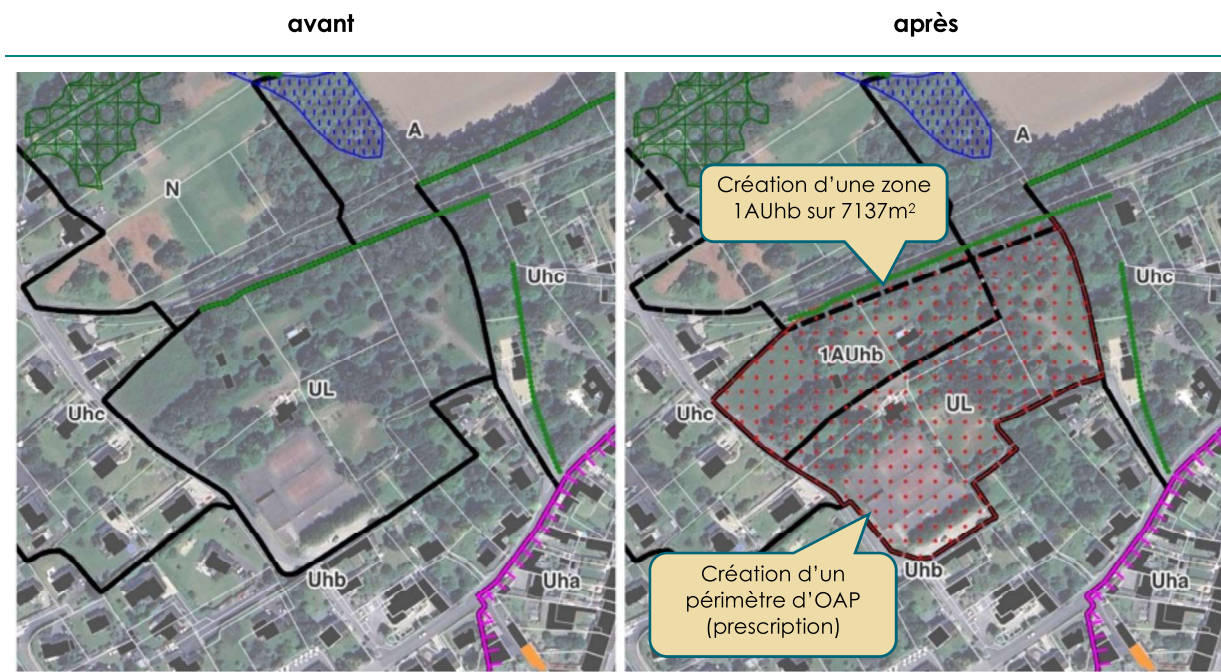 avant
après
A
N
Uhc
UL
Uhc
Uhb
Uha
A
Création d’une zone
1AUhb sur 7137m²
Uhc
1AUhb
UL
Uhc
Uhb
Uha
Création d’un
périmètre d’OAP
(prescription)